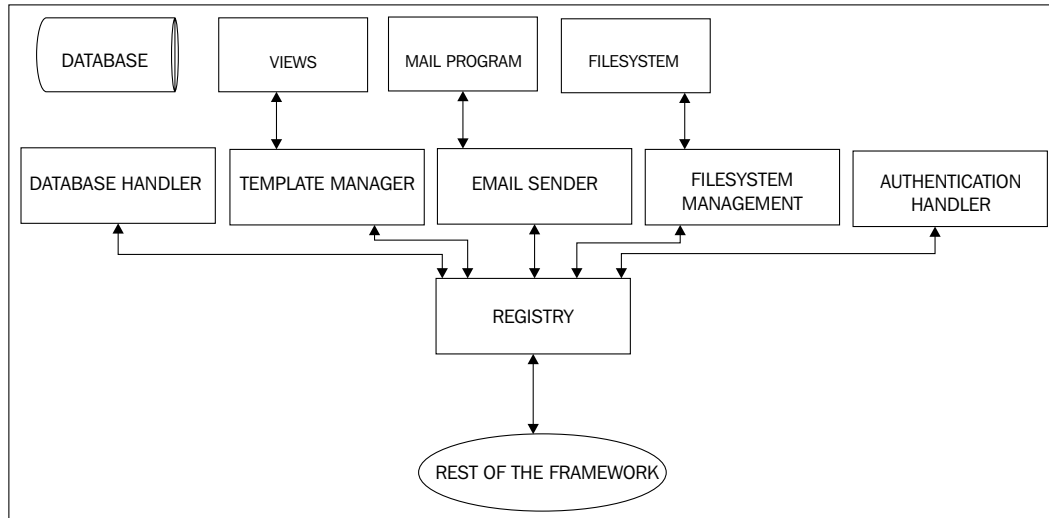 DATABASE
VIEWS
MAIL PROGRAM
FILESYSTEM
DATABASE HANDLER
TEMPLATE MANAGER
EMAIL SENDER
FILESYSTEM
MANAGEMENT
AUTHENTICATION
HANDLER
REGISTRY
REST OF THE FRAMEWORK